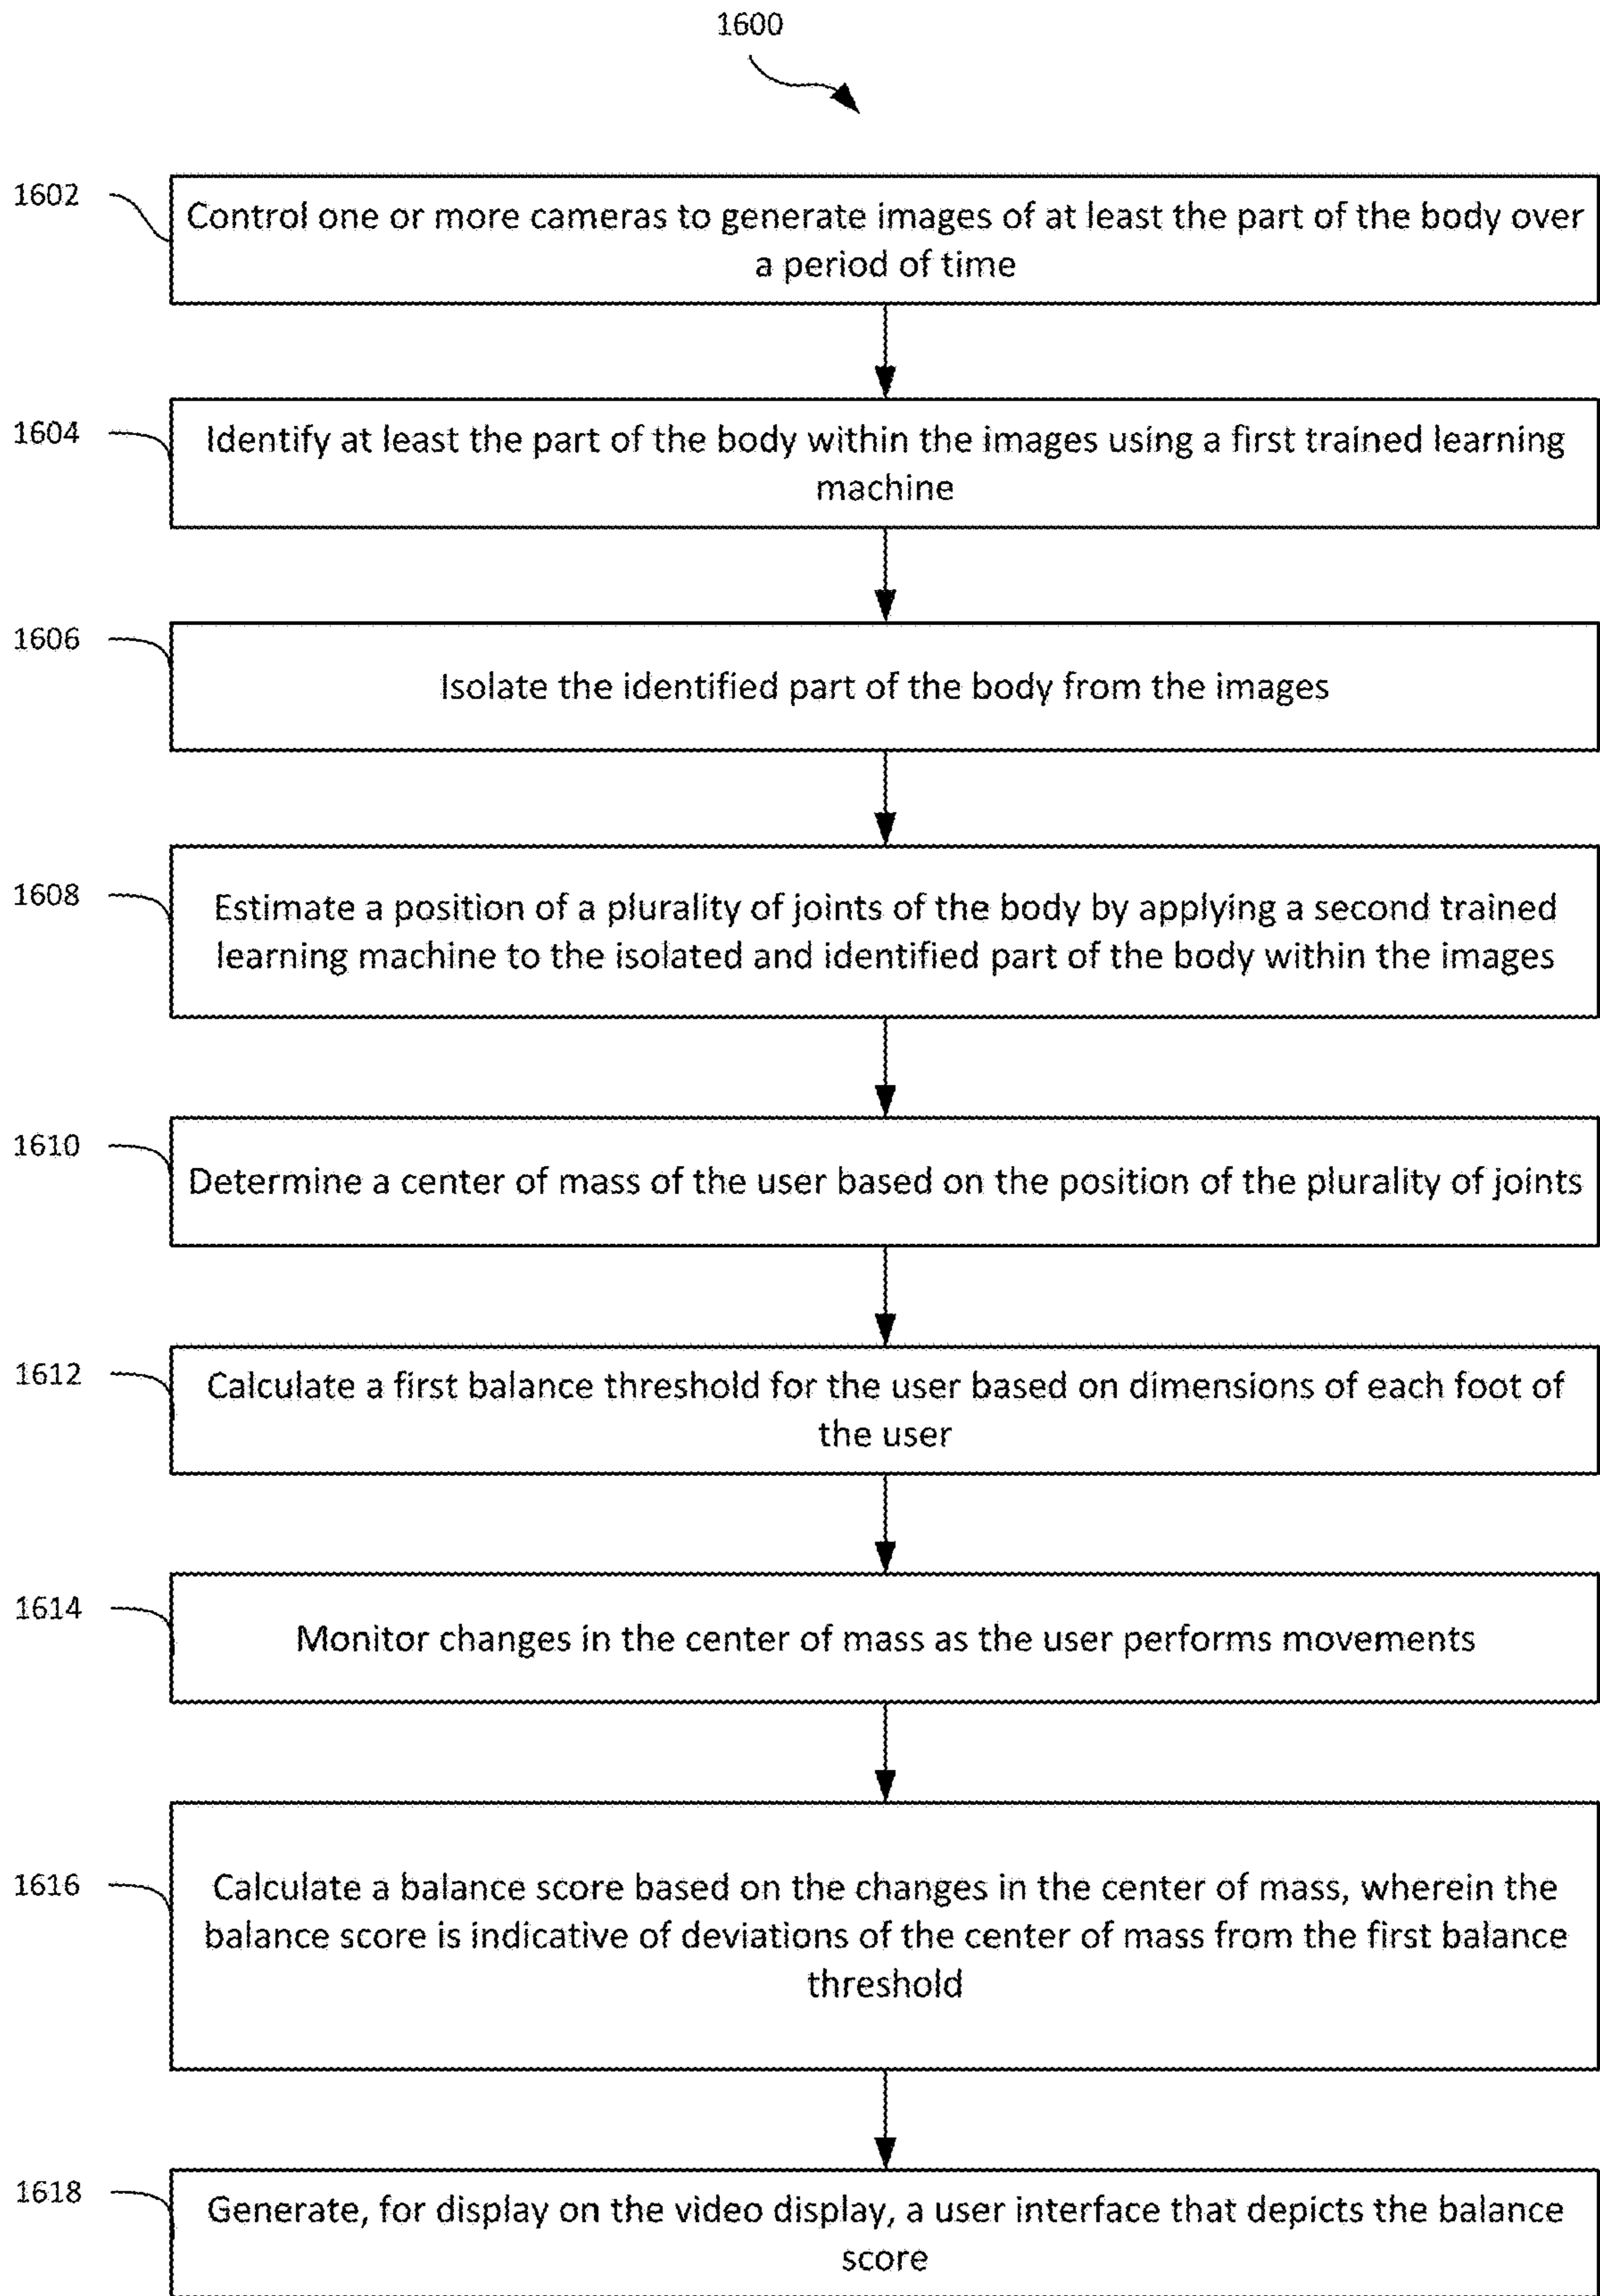 1600
1602
Control one or more cameras to generate images of at least the part of the body over
a period of time
1604
Identify at least the part of the body within the images using a first trained learning
machine
1606
Isolate the identified part of the body from the images
1608
Estimate a position of a plurality of joints of the body by applying a second trained
learning machine to the isolated and identified part of the body within the images
1610
Determine a center of mass of the user based on the position of the plurality of joints
1612
Calculate a first balance threshold for the user based on dimensions of each foot of
the user
1614
Monitor changes in the center of mass as the user performs movements
1616
Calculate a balance score based on the changes in the center of mass, wherein the
balance score is indicative of deviations of the center of mass from the first balance
threshold
1618
Generate, for display on the video display, a user interface that depicts the balance
score